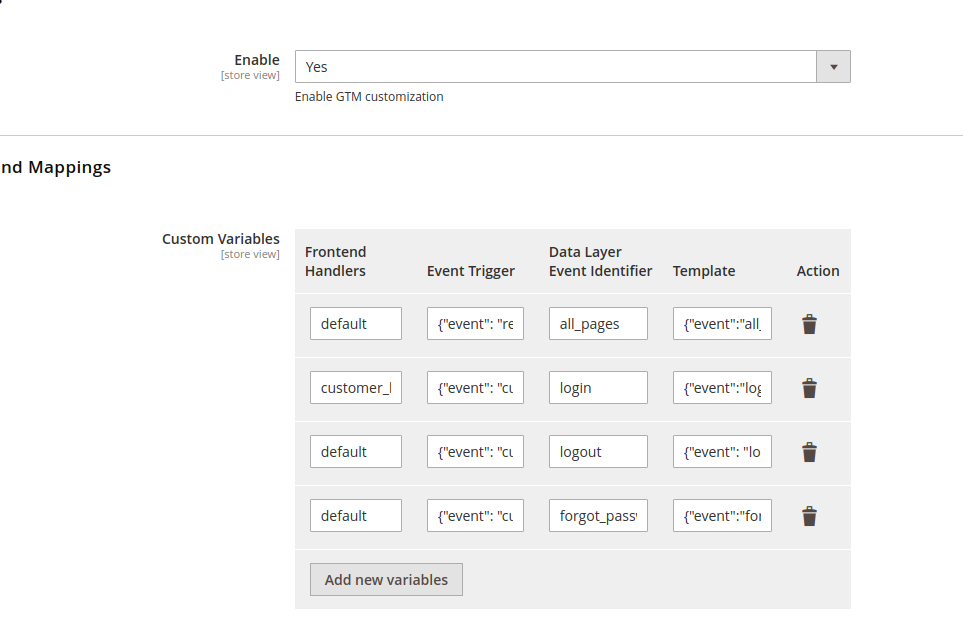 Enable
Yes
[store view]
Enable GTM customization
nd Mappings
Custom Variables
[store view]
Frontend Handlers
Event Trigger
Data Layer Event Identifier
Template
Action
default
{"event": "re
all_pages
{"event":"all_
customer_l
{"event": "cu
login
{"event":"log
default
{"event": "cu
logout
{"event": "lo
default
{"event": "cu
forgot_passw
{"event":"for
Add new variables